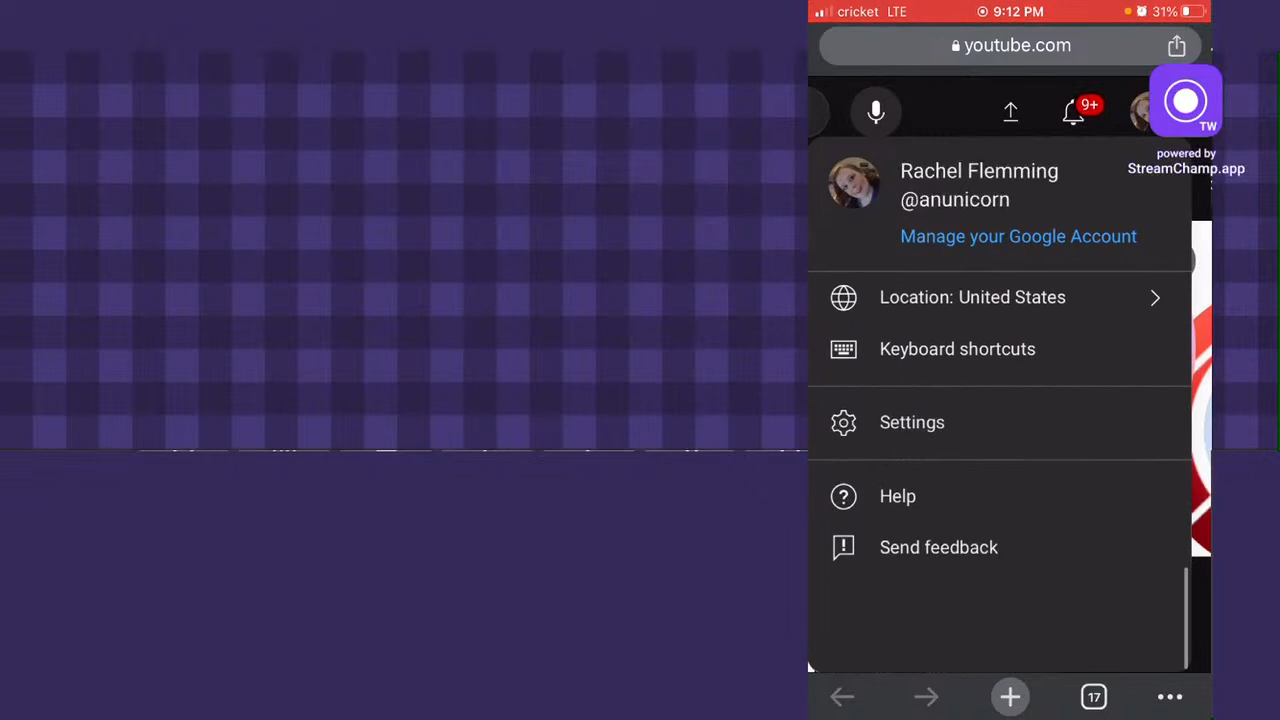 cricket LTE 9:12 PM 31%
youtube.com
9+
TW
powered by
StreamChamp.app
Rachel Flemming
@anunicorn
Manage your Google Account
Location: United States
Keyboard shortcuts
Settings
Help
Send feedback
17